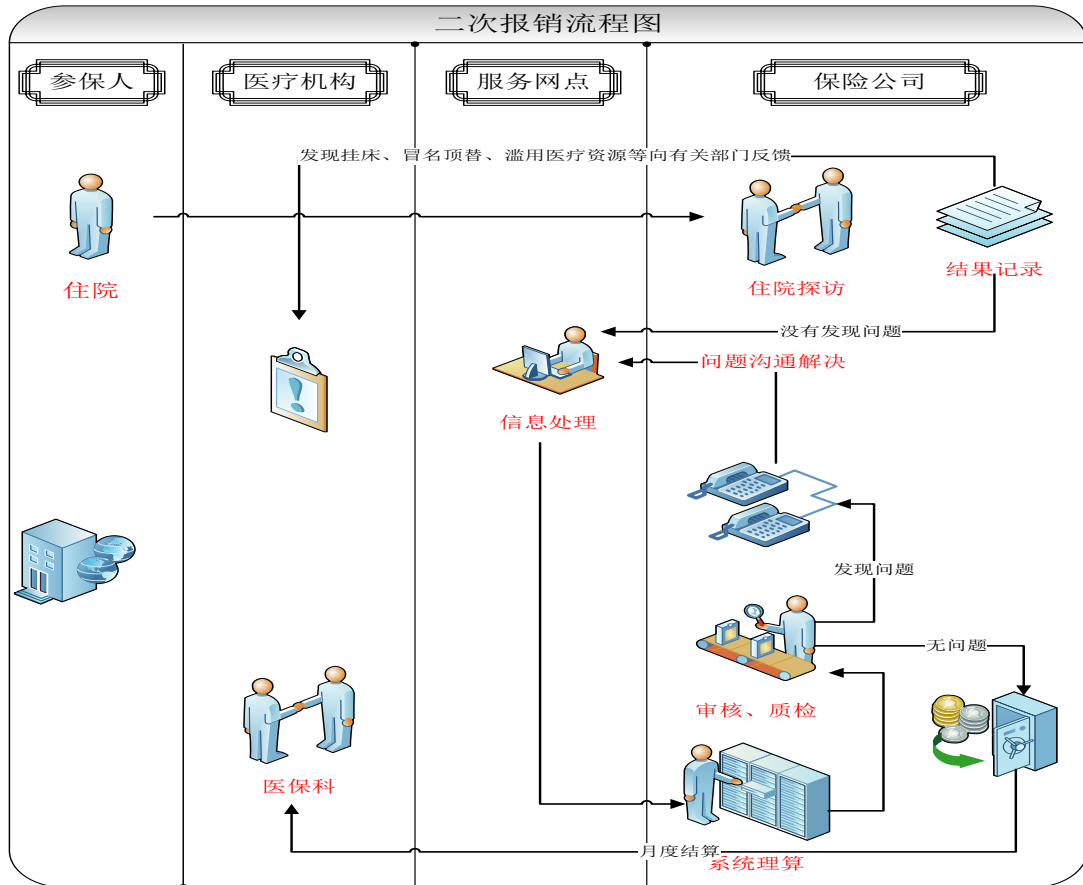 二次报销流程图
参保人
医疗机构
服务网点
保险公司
发现挂床、冒名顶替、滥用医疗资源等向有关部门反馈
住院
住院探访
结果记录
没有发现问题
问题沟通解决
信息处理
发现问题
无问题
审核、质检
医保科
月度结算
系统理算